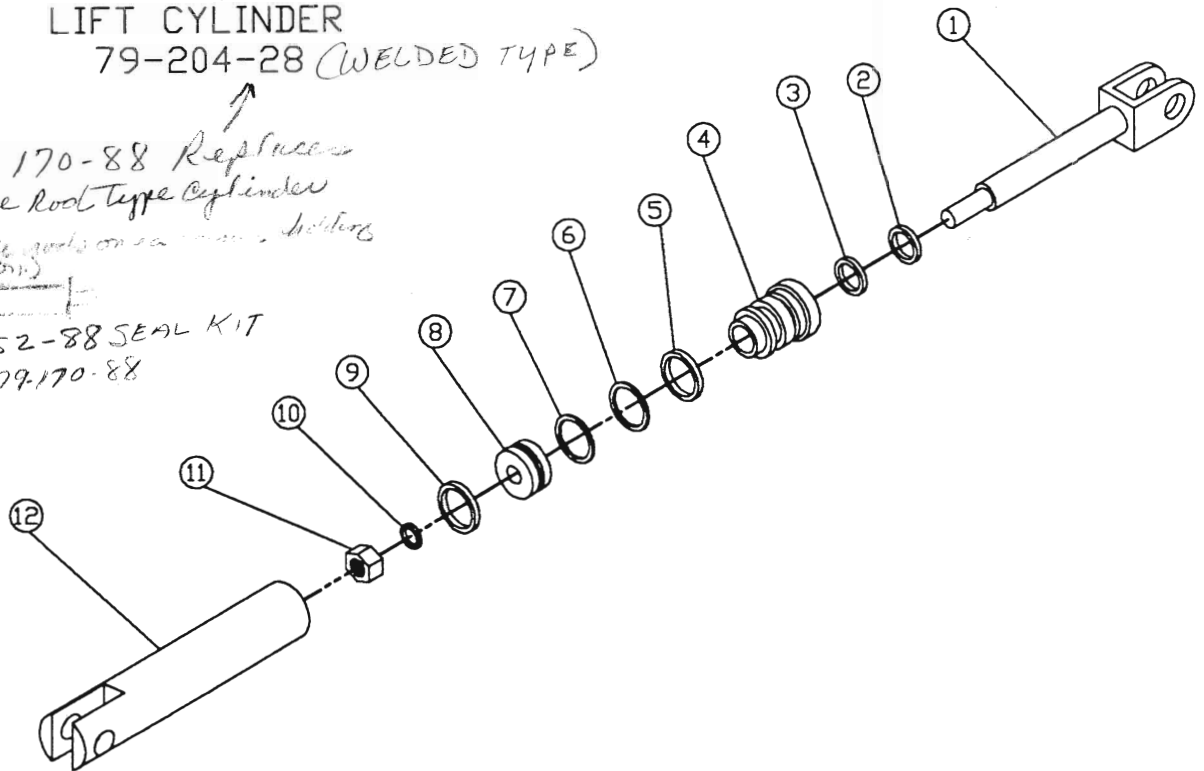 LIFT CYLINDER
79-204-28 (WELDED TYPE)
170-88 Replaces
Rod Type Cylinder
holding
52-88 SEAL KIT
79-170-88
1
2
3
4
5
6
7
8
9
10
11
12